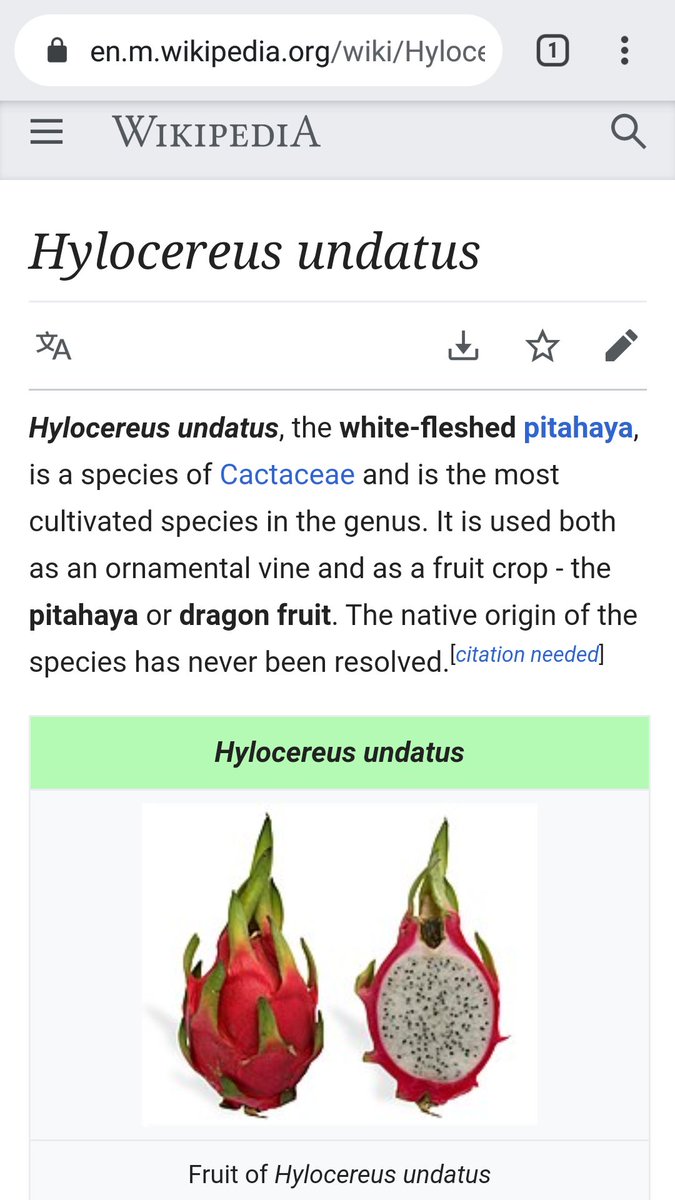 en.m.wikipedia.org/wiki/Hyloce
1
WIKIPEDIA
Hylocereus undatus
文A
Hylocereus undatus, the white-fleshed pitahaya,
is a species of Cactaceae and is the most
cultivated species in the genus. It is used both
as an ornamental vine and as a fruit crop - the
pitahaya or dragon fruit. The native origin of the
species has never been resolved.[citation needed]
Hylocereus undatus
Fruit of Hylocereus undatus